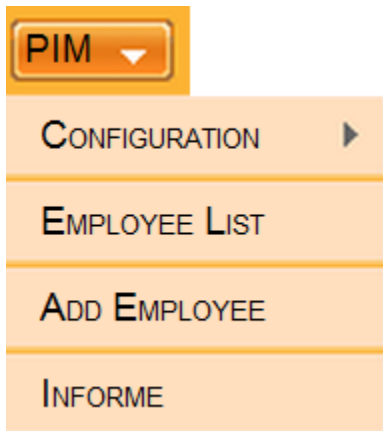 PIM
Configuration
Employee List
Add Employee
Informe